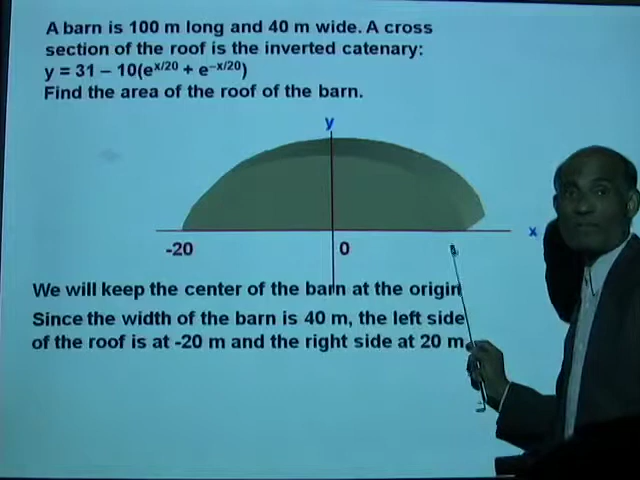 A barn is 100 m long and 40 m wide. A cross
section of the roof is the inverted catenary:
y = 31 – 10(e^x/20 + e^–x/20)
Find the area of the roof of the barn.
y
x
-20
0
We will keep the center of the barn at the origin
Since the width of the barn is 40 m, the left side
of the roof is at -20 m and the right side at 20 m.